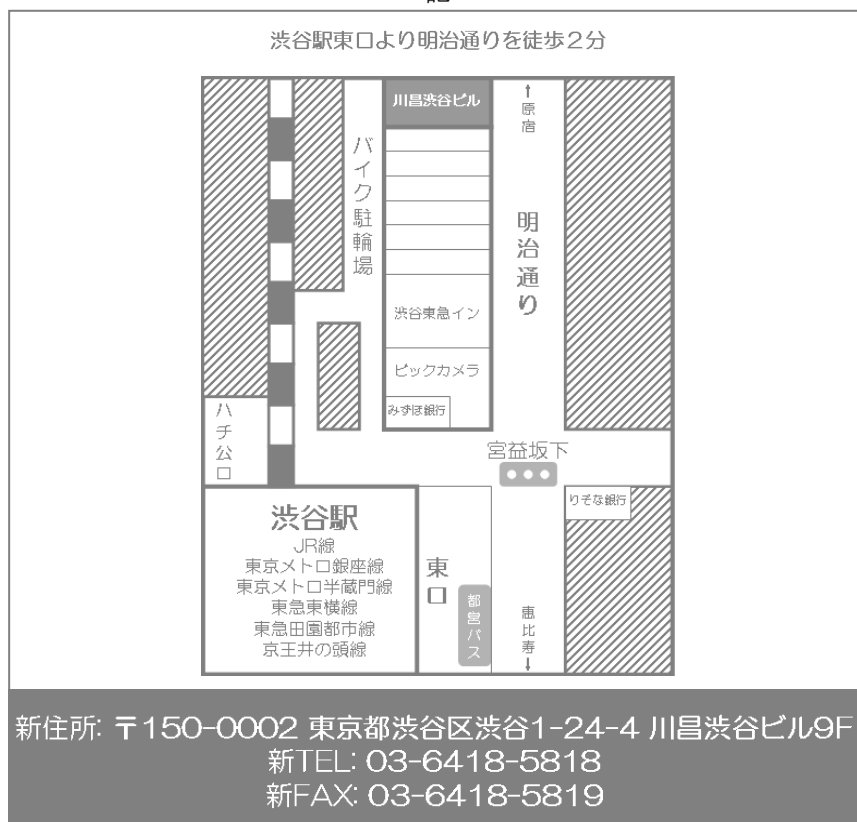 記
渋谷駅東口より明治通りを徒歩2分
川昌渋谷ビル
↑原宿
バイク駐輪場
明治通り
渋谷東急イン
ビックカメラ
みずほ銀行
ハチ公口
宮益坂下
りそな銀行
渋谷駅
JR線
東京メトロ銀座線
東京メトロ半蔵門線
東急東横線
東急田園都市線
京王井の頭線
東口
都営バス
恵比寿↓
新住所: 〒150-0002 東京都渋谷区渋谷1-24-4 川昌渋谷ビル9F
新TEL: 03-6418-5818
新FAX: 03-6418-5819